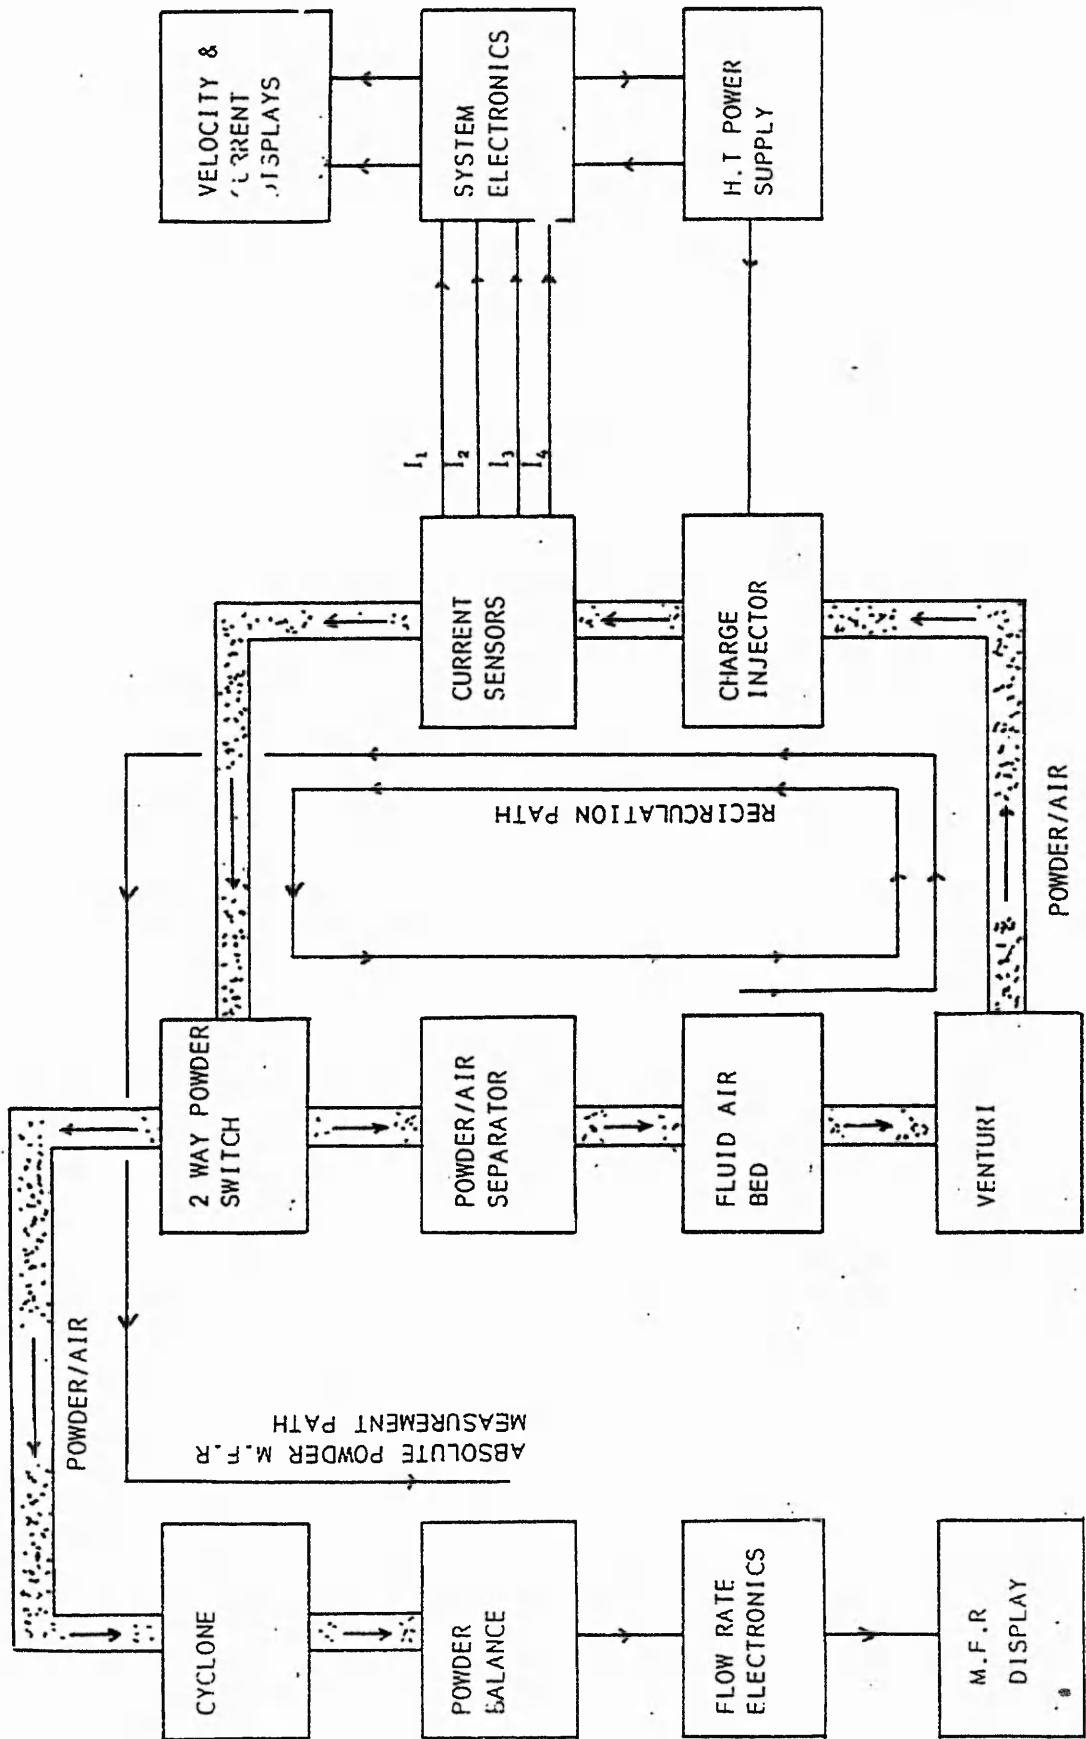 CYCLONE
POWDER
BALANCE
FLOW RATE
ELECTRONICS
M.F.R
DISPLAY
POWDER/AIR
ABSOLUTE POWDER M.F.R
MEASUREMENT PATH
2 WAY POWDER
SWITCH
POWDER/AIR
SEPARATOR
FLUID AIR
BED
VENTURI
POWDER/AIR
RECIRCULATION PATH
CURRENT
SENSORS
CHARGE
INJECTOR
I₁
I₂
I₃
I₄
VELOCITY &
CURRENT
DISPLAYS
SYSTEM
ELECTRONICS
H.T POWER
SUPPLY